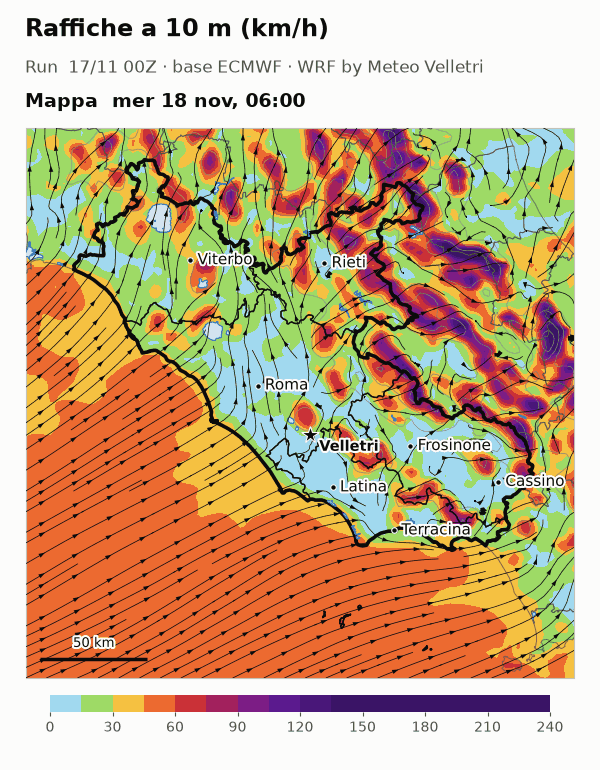 Raffiche a 10 m (km/h)
Run  17/11 00Z · base ECMWF · WRF by Meteo Velletri
Mappa  mer 18 nov, 06:00
Viterbo
Rieti
Roma
Velletri
Frosinone
Cassino
Latina
Terracina
50 km
0 30 60 90 120 150 180 210 240